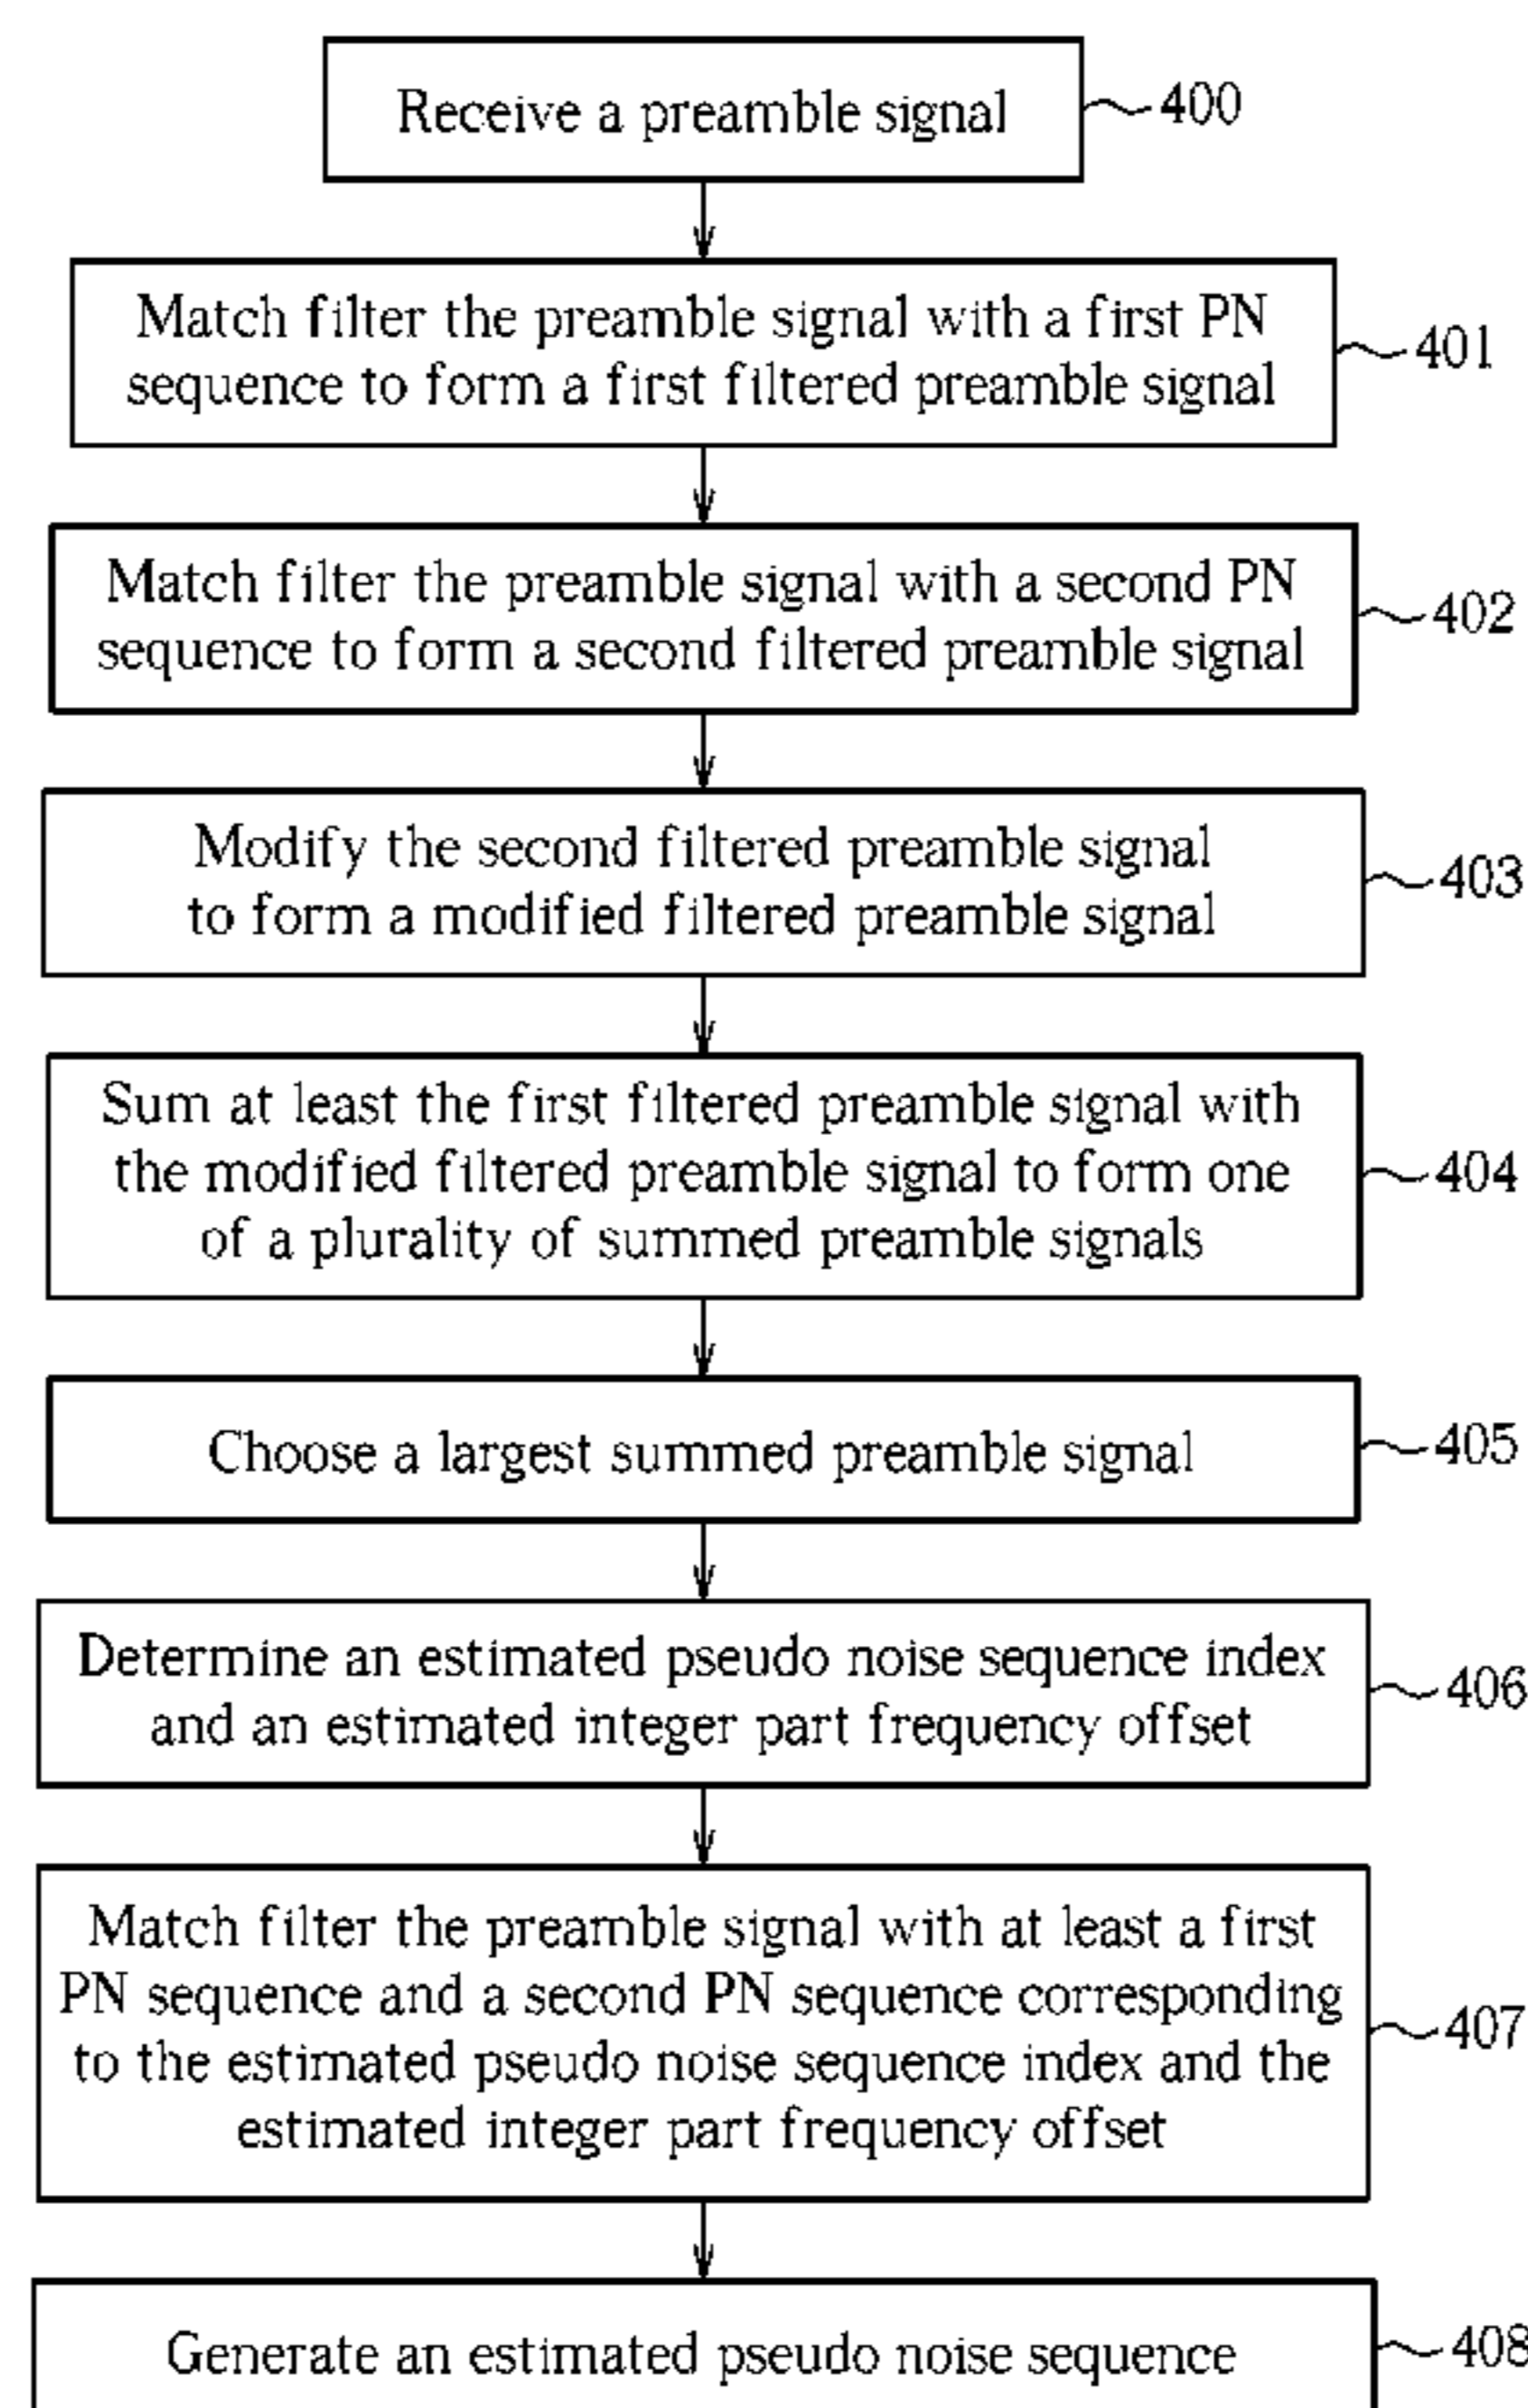 Receive a preamble signal
400
Match filter the preamble signal with a first PN
sequence to form a first filtered preamble signal
401
Match filter the preamble signal with a second PN
sequence to form a second filtered preamble signal
402
Modify the second filtered preamble signal
to form a modified filtered preamble signal
403
Sum at least the first filtered preamble signal with
the modified filtered preamble signal to form one
of a plurality of summed preamble signals
404
Choose a largest summed preamble signal
405
Determine an estimated pseudo noise sequence index
and an estimated integer part frequency offset
406
Match filter the preamble signal with at least a first
PN sequence and a second PN sequence corresponding
to the estimated pseudo noise sequence index and the
estimated integer part frequency offset
407
Generate an estimated pseudo noise sequence
408